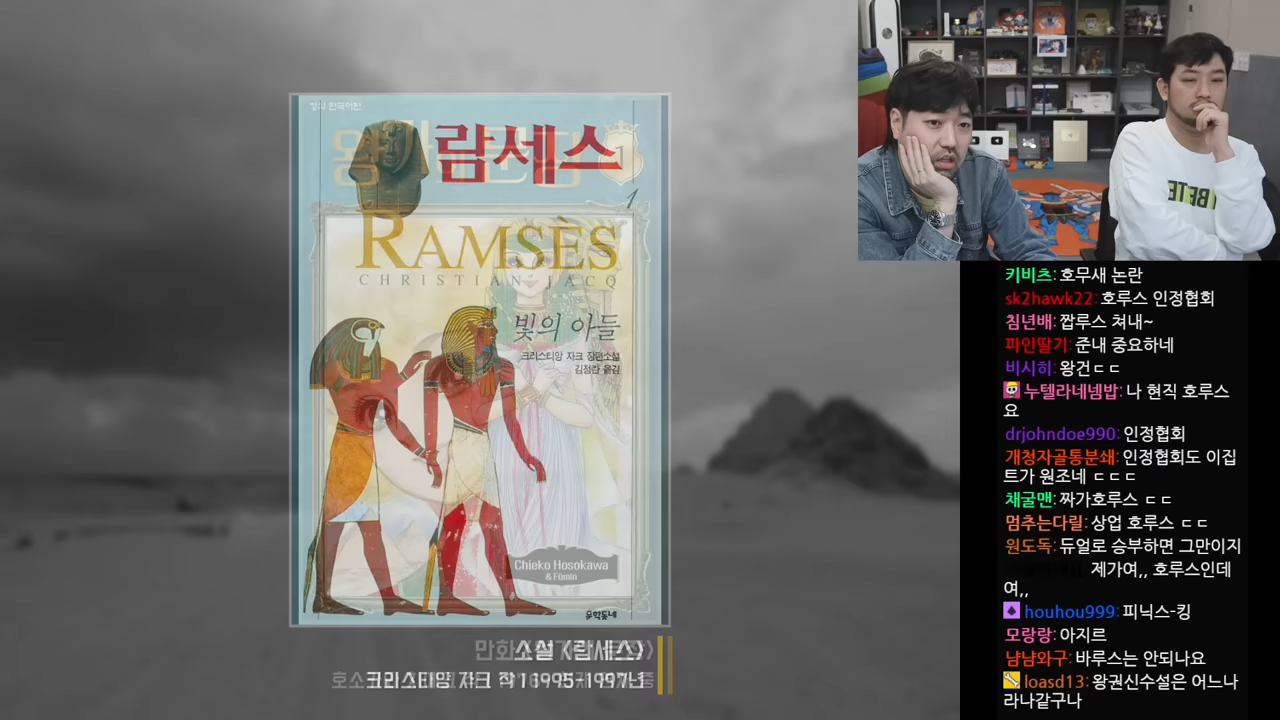 람세스
1
RAMSÈS
CHRISTIAN JACQ
빛의 아들
크리스티앙 자크 장편소설
김정란 옮김
Chieko Hosokawa
& Fūmin
문학동네
소설 《람세스》
크리스티앙 자크 작 1995-1997년
키비츠: 호무새 논란
sk2hawk22: 호루스 인정협회
침년배: 짭루스 쳐내~
파인딸기: 준내 중요하네
비시히: 왕건ㄷㄷ
누텔라네넴밥: 나 현직 호루스
요
drjohndoe990: 인정협회
개청자골통분쇄: 인정협회도 이집
트가 원조네 ㄷㄷㄷ
채굴맨: 짜가호루스 ㄷㄷ
멈추는다릴: 상업 호루스 ㄷㄷ
원도독: 듀얼로 승부하면 그만이지
제가여,, 호루스인데
여,,
houhou999: 피닉스-킹
모랑랑: 아지르
냠냠와구: 바루스는 안되나요
loasd13: 왕권신수설은 어느나
라나같구나